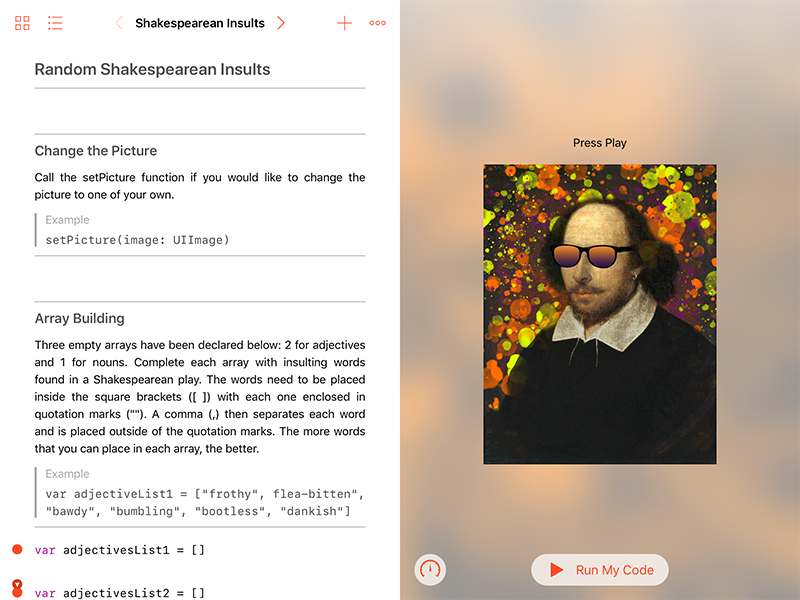 Shakespearean Insults
Random Shakespearean Insults
Change the Picture
Call the setPicture function if you would like to change the
picture to one of your own.
Example
setPicture(image: UIImage)
Array Building
Three empty arrays have been declared below: 2 for adjectives
and 1 for nouns. Complete each array with insulting words
found in a Shakespearean play. The words need to be placed
inside the square brackets ([ ]) with each one enclosed in
quotation marks (""). A comma (,) then separates each word
and is placed outside of the quotation marks. The more words
that you can place in each array, the better.
Example
var adjectiveList1 = ["frothy", flea-bitten",
"bawdy", "bumbling", "bootless", "dankish"]
var adjectivesList1 = []
var adjectivesList2 = []
Press Play
Run My Code